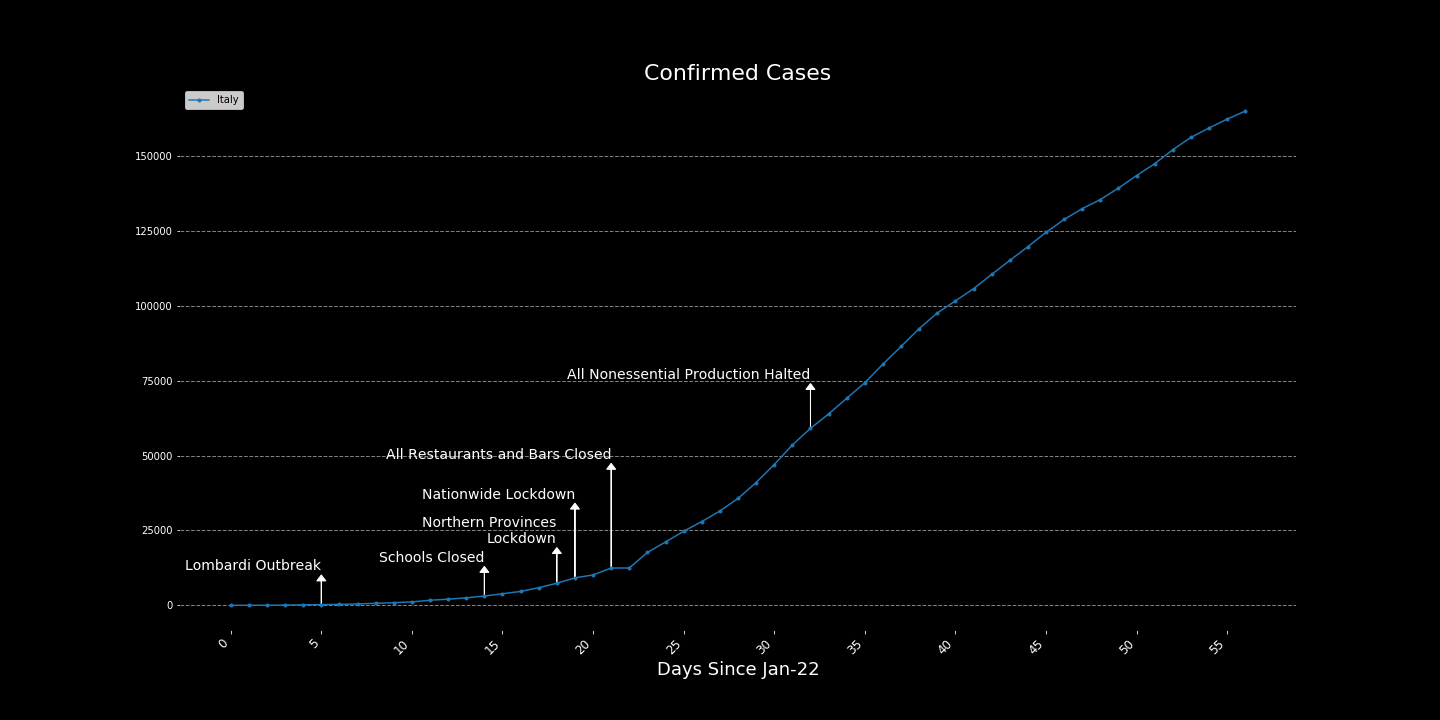 Confirmed Cases
Italy
150000
125000
100000
75000
50000
25000
0
All Nonessential Production Halted
All Restaurants and Bars Closed
Nationwide Lockdown
Northern Provinces
Lockdown
Schools Closed
Lombardi Outbreak
0 5 10 15 20 25 30 35 40 45 50 55
Days Since Jan-22